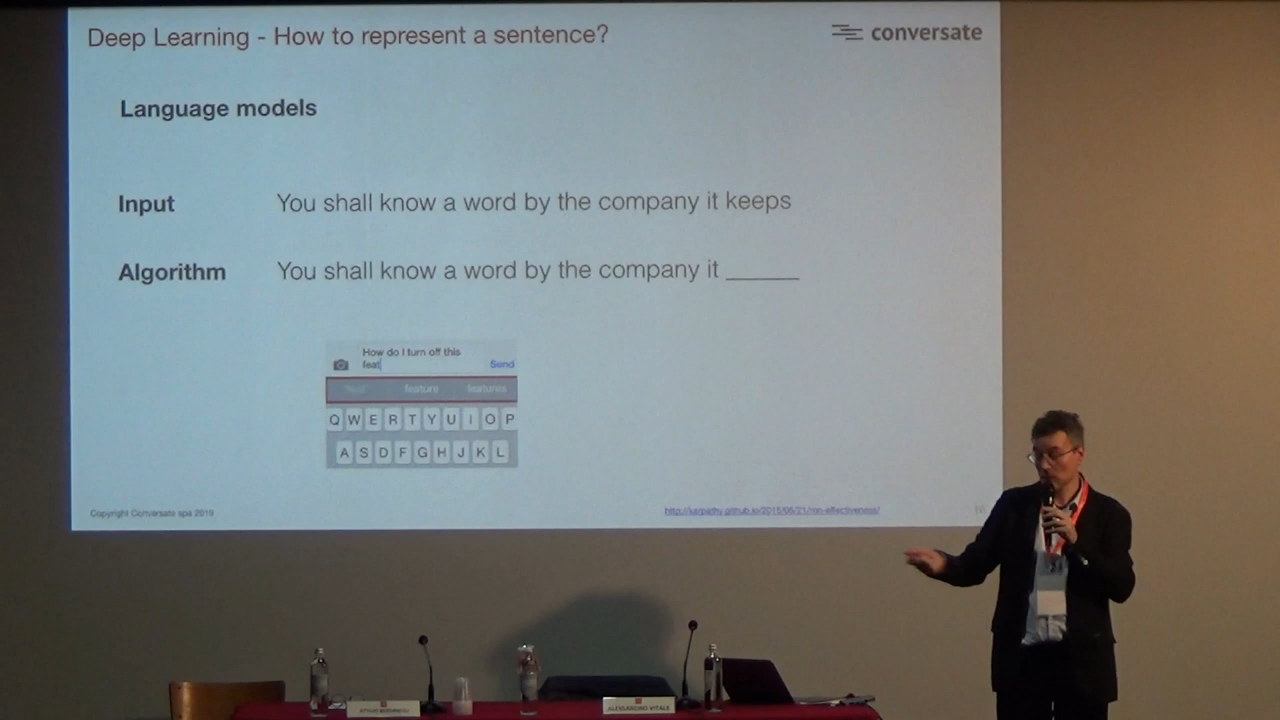 Deep Learning - How to represent a sentence?
conversate
Language models
Input You shall know a word by the company it keeps
Algorithm You shall know a word by the company it ______
How do I turn off this
feat
Send
feature features
Q W E R T Y U I O P
A S D F G H J K L
Copyright Conversate spa 2019
http://karpathy.github.io/2015/05/21/rnn-effectiveness/
16
ALESSANDRO VITALE